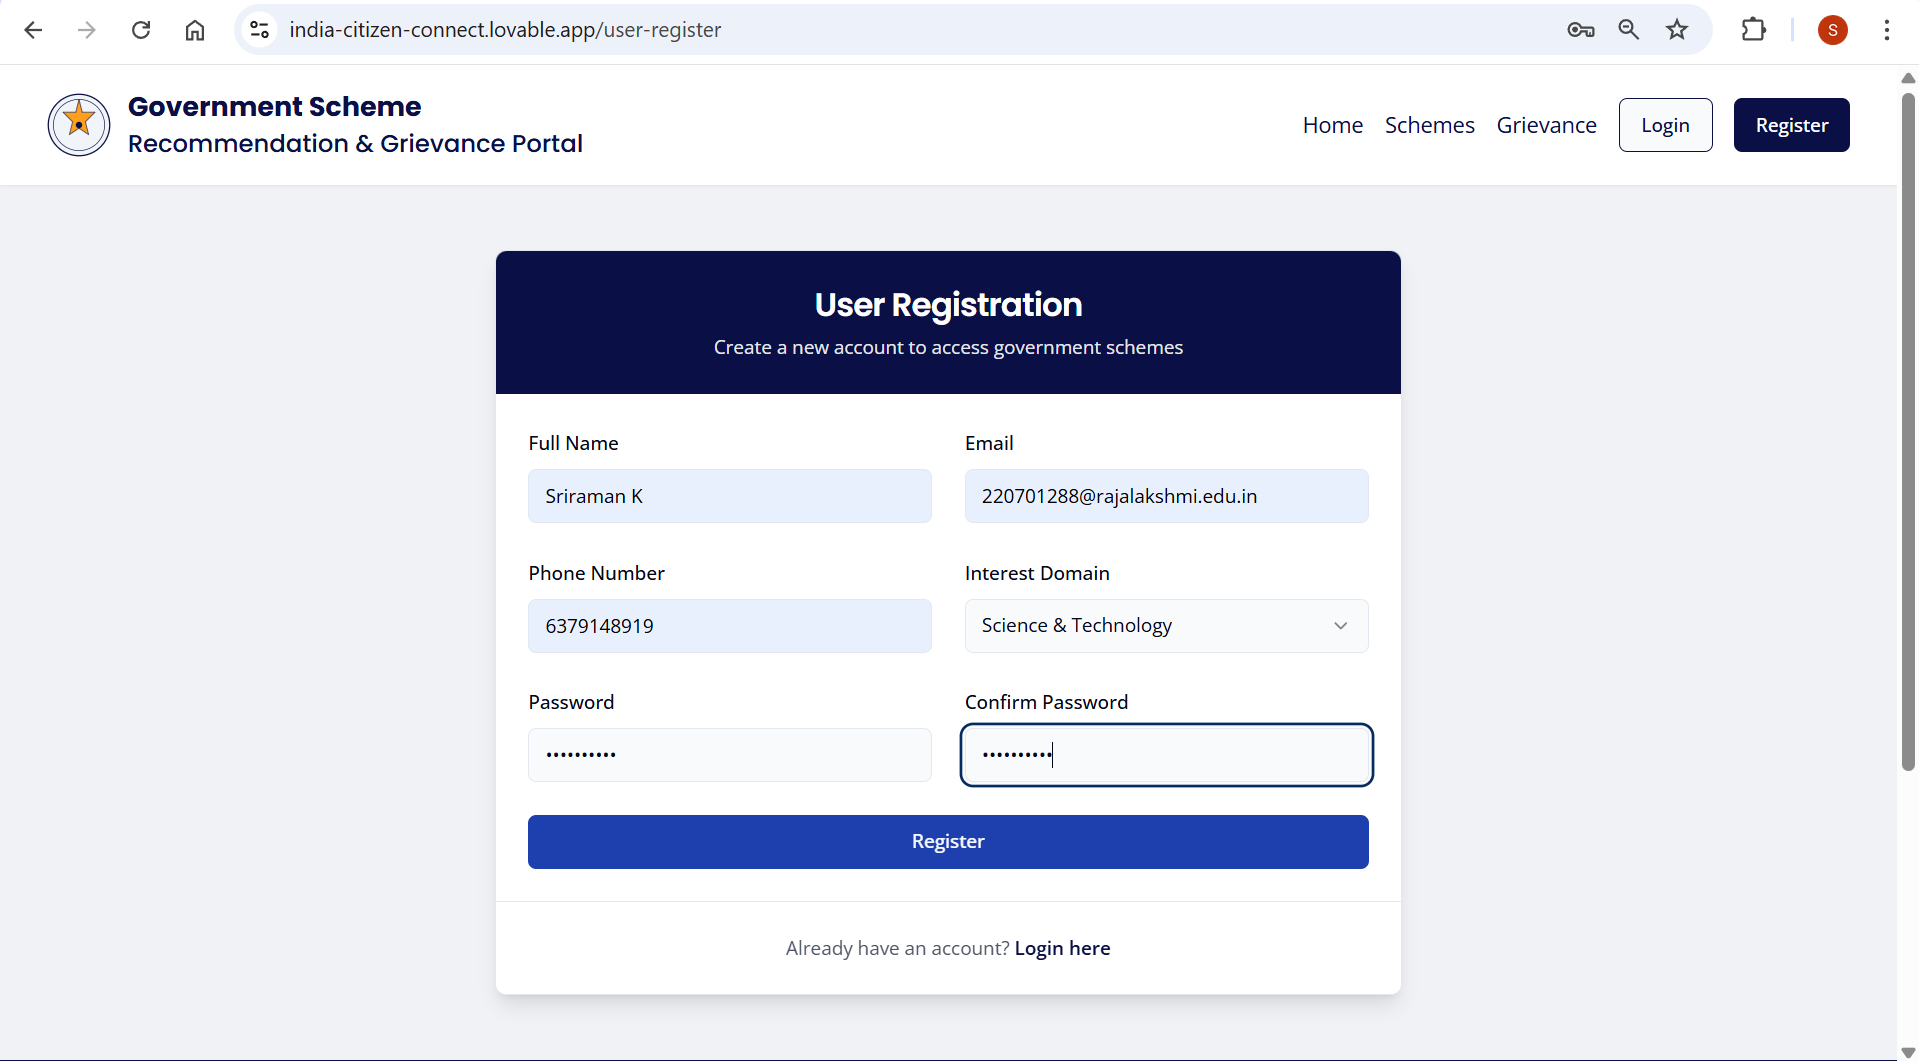 india-citizen-connect.lovable.app/user-register
S
Government Scheme
Recommendation & Grievance Portal
Home Schemes Grievance Login Register
User Registration
Create a new account to access government schemes
Full Name Email
Sriraman K 220701288@rajalakshmi.edu.in
Phone Number Interest Domain
6379148919 Science & Technology
Password Confirm Password
•••••••••• ••••••••••
Register
Already have an account? Login here